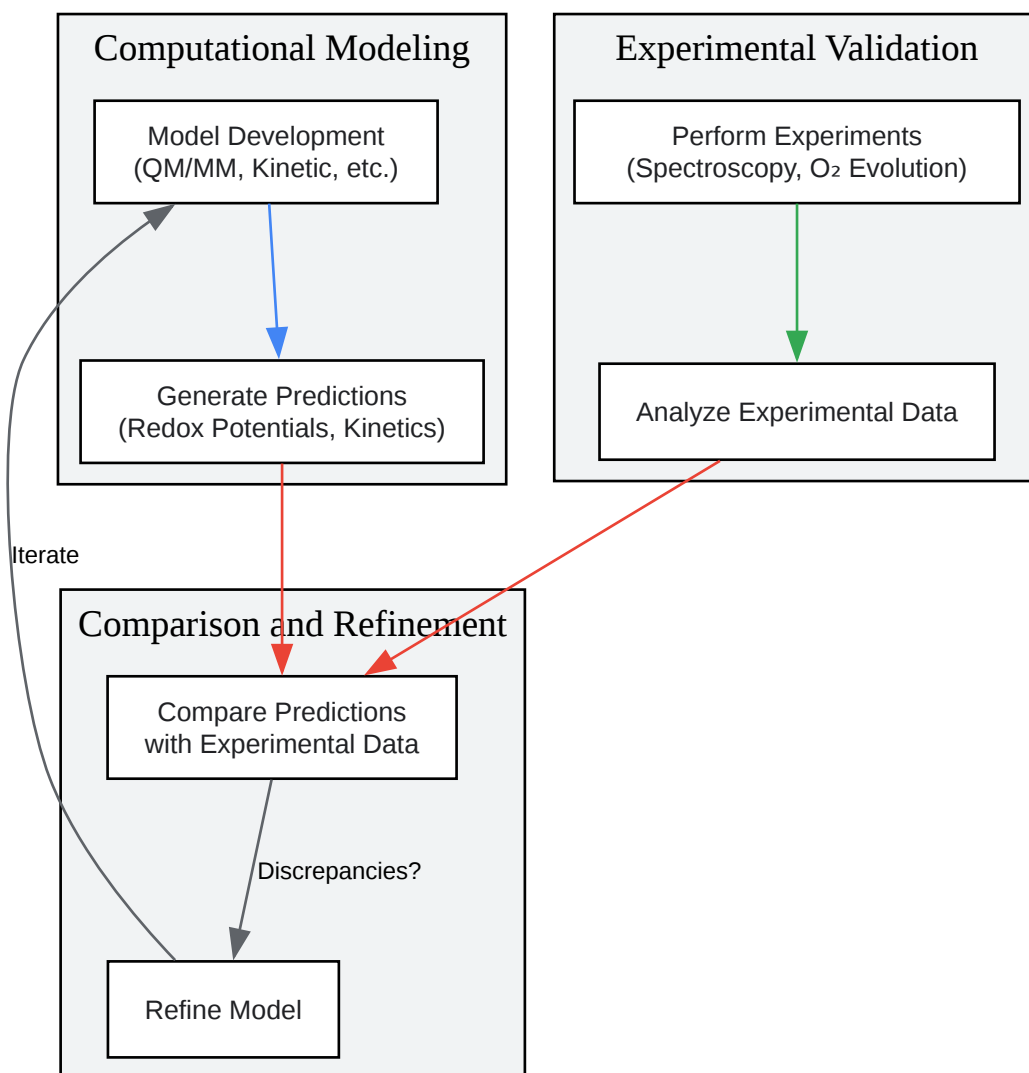 Computational Modeling
Model Development
(QM/MM, Kinetic, etc.)
Generate Predictions
(Redox Potentials, Kinetics)
Experimental Validation
Perform Experiments
(Spectroscopy, O₂ Evolution)
Analyze Experimental Data
Iterate
Comparison and Refinement
Compare Predictions
with Experimental Data
Discrepancies?
Refine Model